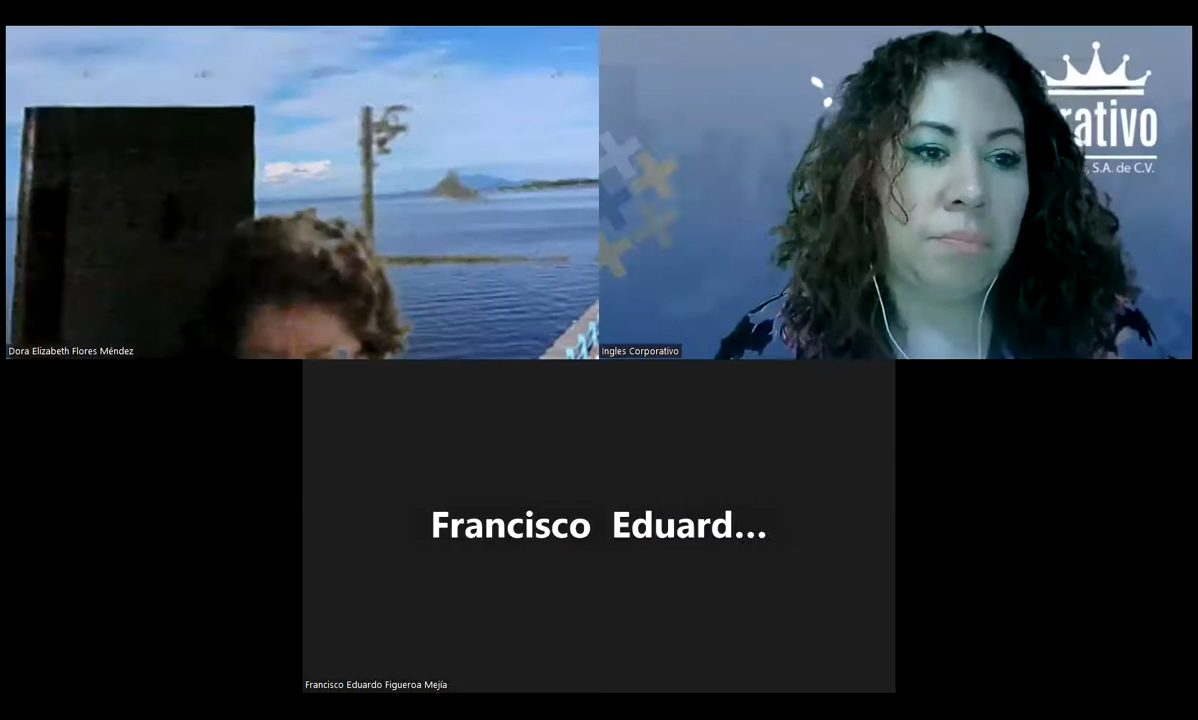 rativo
, S.A. de C.V.
Dora Elizabeth Flores Méndez
Ingles Corporativo
Francisco Eduard...
Francisco Eduardo Figueroa Mejía